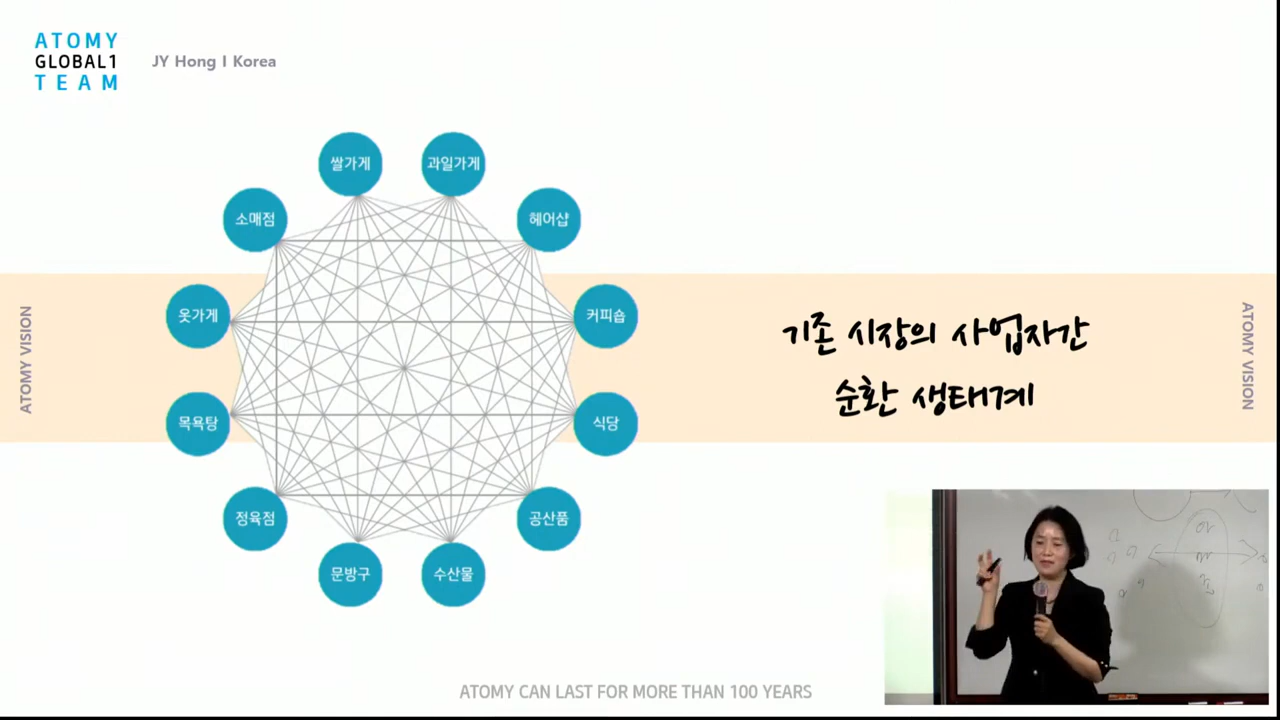 ATOMY
GLOBAL1
TEAM
JY Hong I Korea
쌀가게
과일가게
소매점
헤어샵
옷가게
커피숍
목욕탕
식당
정육점
공산품
문방구
수산물
ATOMY VISION
기존 시장의 사업자간
순환 생태계
ATOMY VISION
ATOMY CAN LAST FOR MORE THAN 100 YEARS